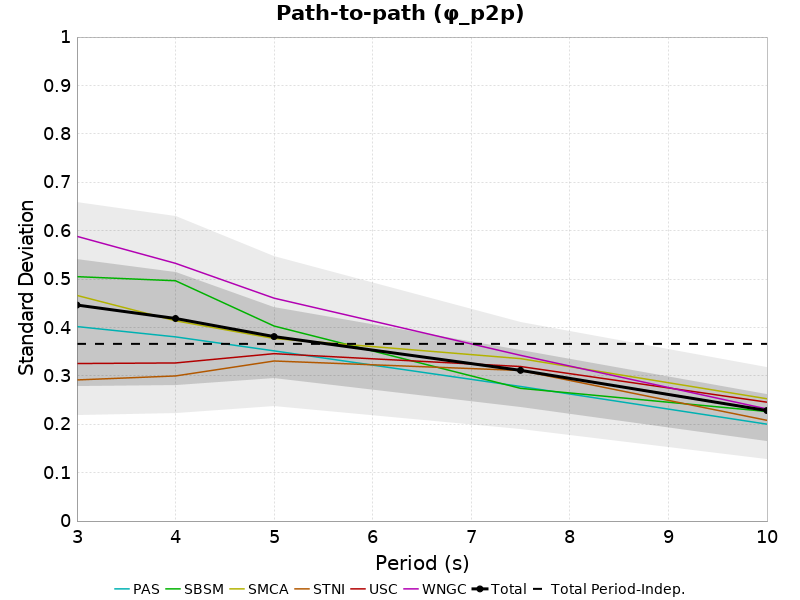 Path-to-path (φ_p2p)
Standard Deviation
1
0.9
0.8
0.7
0.6
0.5
0.4
0.3
0.2
0.1
0
3 4 5 6 7 8 9 10
Period (s)
PAS SBSM SMCA STNI USC WNGC Total Total Period-Indep.